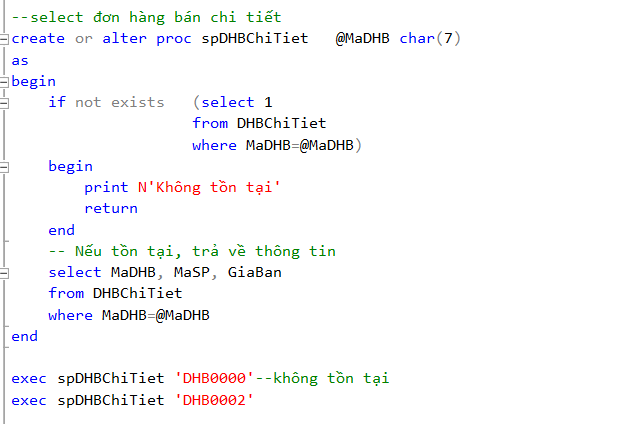 --select đơn hàng bán chi tiết
create or alter proc spDHBChiTiet   @MaDHB char(7)
as
begin
    if not exists   (select 1
                    from DHBChiTiet
                    where MaDHB=@MaDHB)
    begin
        print N'Không tồn tại'
        return
    end
    -- Nếu tồn tại, trả về thông tin
    select MaDHB, MaSP, GiaBan
    from DHBChiTiet
    where MaDHB=@MaDHB
end
exec spDHBChiTiet 'DHB0000'--không tồn tại
exec spDHBChiTiet 'DHB0002'